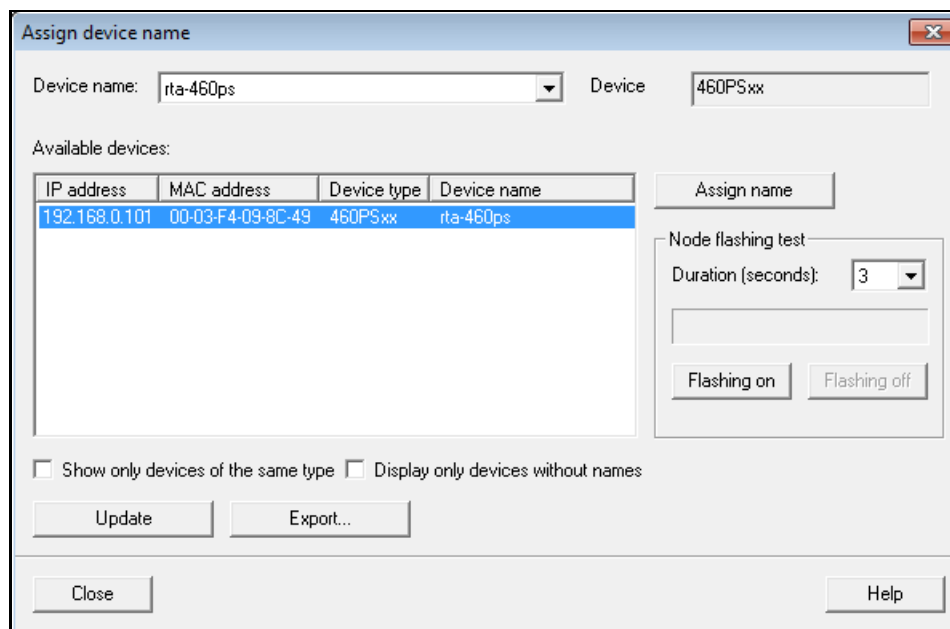 Assign device name
Device name: rta-460ps Device 460PSxx
Available devices:
IP address MAC address Device type Device name
192.168.0.101 00-03-F4-09-8C-49 460PSxx rta-460ps
Assign name
Node flashing test
Duration (seconds): 3
Flashing on Flashing off
Show only devices of the same type Display only devices without names
Update Export...
Close Help